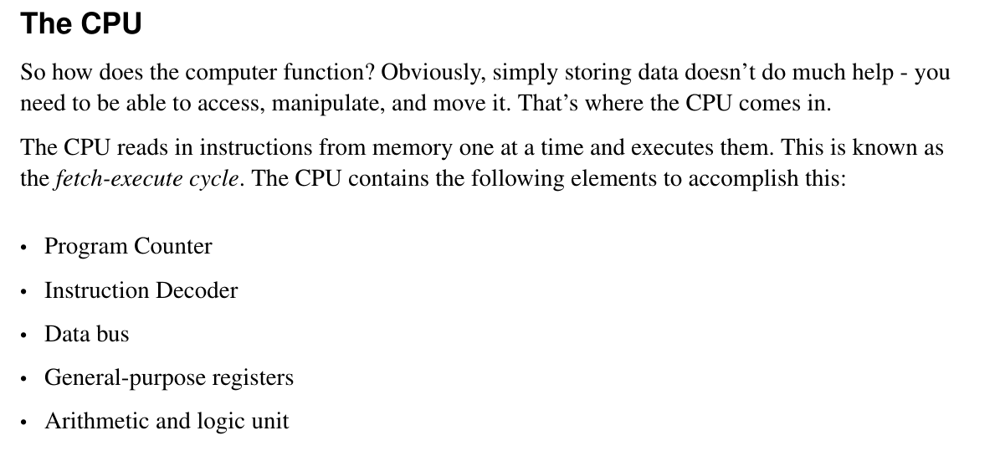 The CPU
So how does the computer function? Obviously, simply storing data doesn’t do much help - you
need to be able to access, manipulate, and move it. That’s where the CPU comes in.
The CPU reads in instructions from memory one at a time and executes them. This is known as
the fetch-execute cycle. The CPU contains the following elements to accomplish this:
• Program Counter
• Instruction Decoder
• Data bus
• General-purpose registers
• Arithmetic and logic unit